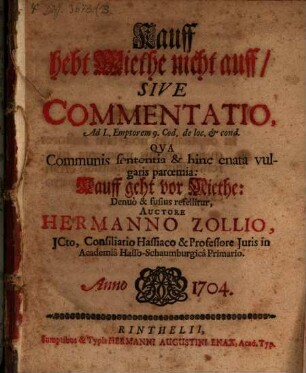 Kauff
hebt Miethe nicht auff/
SIVE
COMMENTATIO,
Ad L. Emptorem 9. Cod. de loc. & cond.
QVA
Communis sententia & hinc enata vul-
garis parœmia:
Kauff geht vor Miethe:
Denuò & fusius refellitur,
AUCTORE
HERMANNO ZOLLIO,
JCto, Consiliario Hassiaco & Professore Juris in
Academiâ Hasso-Schaumburgicâ Primario.
Anno 1704.
RINTHELII,
Sumptibus & Typis HERMANNI AUGUSTINI ENAX, Acad. Typ.